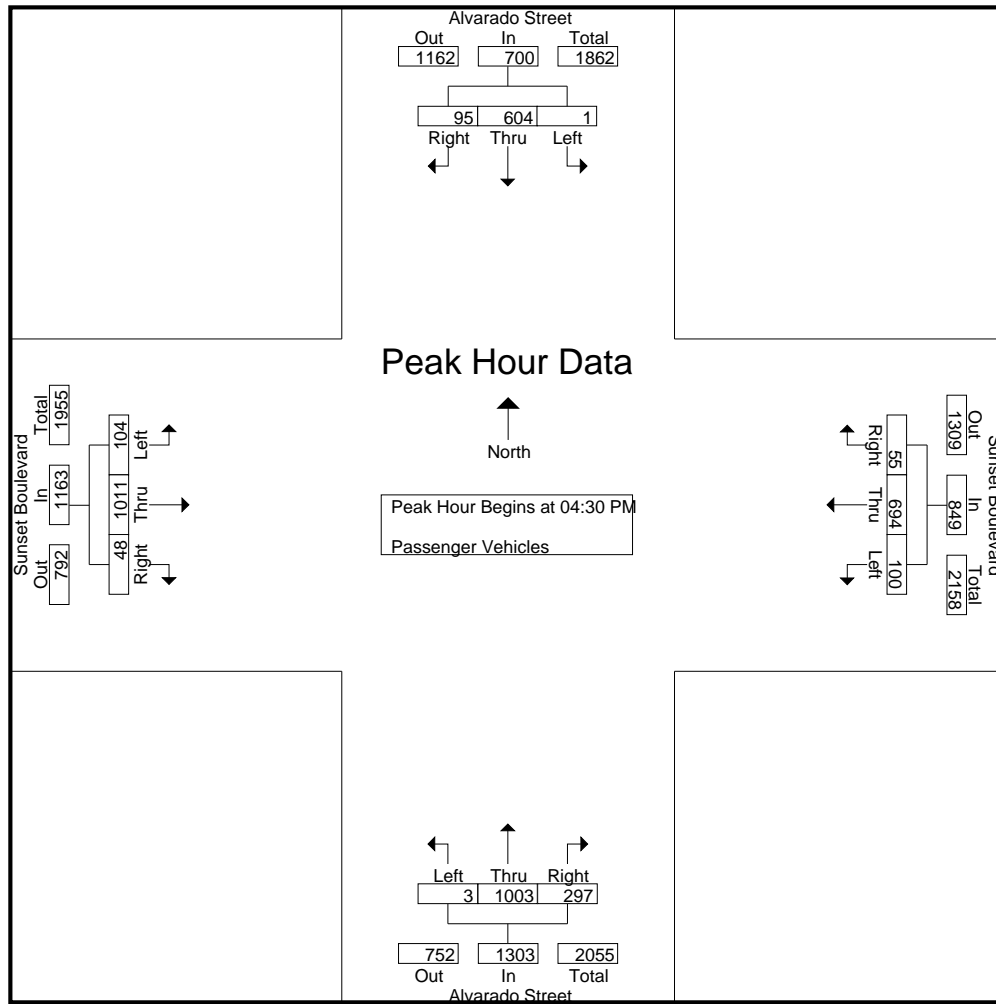 Alvarado Street
Out In Total
1162 700 1862
95 604 1
Right Thru Left
Peak Hour Data
North
Peak Hour Begins at 04:30 PM
Passenger Vehicles
Sunset Boulevard
Total In Out
1955 1163 792
104 1011 48
Left Thru Right
Sunset Boulevard
Out In Total
1309 849 2158
55 694 100
Right Thru Left
Left Thru Right
3 1003 297
752 1303 2055
Out In Total
Alvarado Street